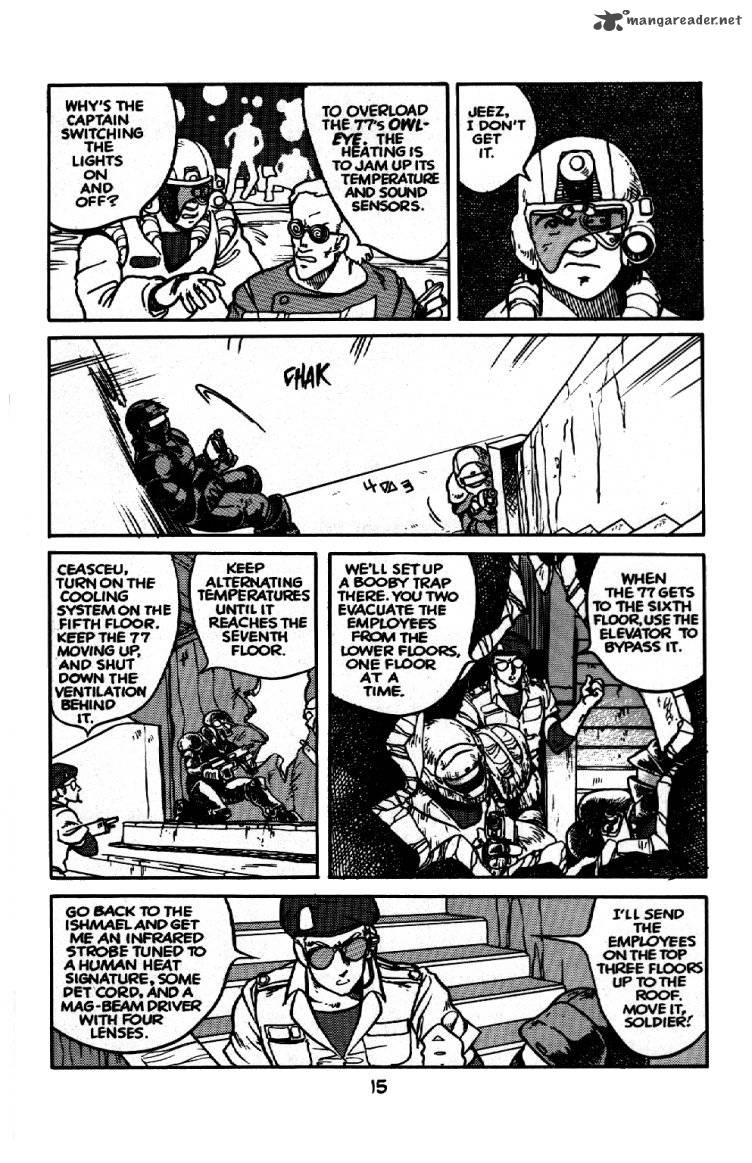 mangareader.net
WHY'S THE
CAPTAIN
SWITCHING
THE
LIGHTS
ON
AND
OFF?
TO OVERLOAD
THE 77'S OWL-
EYE. THE
HEATING IS
TO JAM UP ITS
TEMPERATURE
AND SOUND
SENSORS.
JEEZ,
I DON'T
GET
IT.
CHAK
CEASCEU,
TURN ON THE
COOLING
SYSTEM ON THE
FIFTH FLOOR.
KEEP THE 77
MOVING UP,
AND SHUT
DOWN THE
VENTILATION
BEHIND
IT.
KEEP
ALTERNATING
TEMPERATURES
UNTIL IT
REACHES THE
SEVENTH
FLOOR.
WHEN
THE 77 GETS
TO THE SIXTH
FLOOR, USE THE
ELEVATOR TO
BYPASS IT.
WE'LL SET UP
A BOOBY TRAP
THERE. YOU TWO
EVACUATE THE
EMPLOYEES
FROM THE
LOWER FLOORS,
ONE FLOOR
AT A
TIME.
GO BACK TO THE
ISHMAEL AND GET
ME AN INFRARED
STROBE TUNED TO
A HUMAN HEAT
SIGNATURE, SOME
DET CORD, AND A
MAG-BEAM DRIVER
WITH FOUR
LENSES.
I'LL SEND
THE
EMPLOYEES
ON THE TOP
THREE FLOORS
UP TO THE
ROOF.
MOVE IT,
SOLDIER!
15